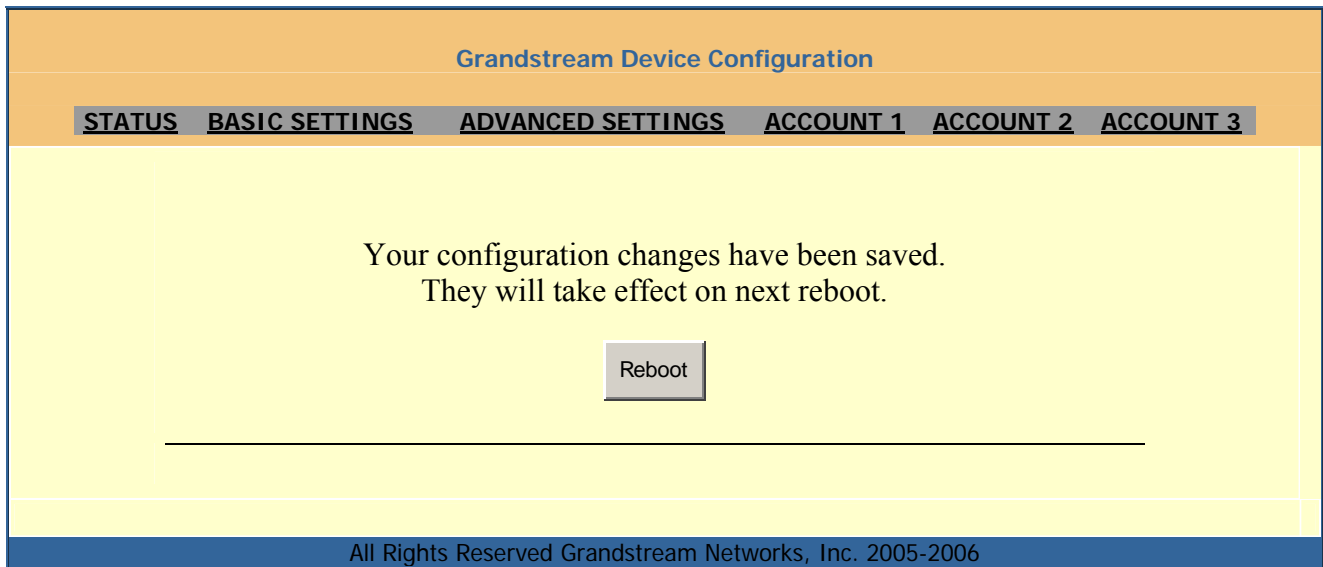 Grandstream Device Configuration
STATUS BASIC SETTINGS ADVANCED SETTINGS ACCOUNT 1 ACCOUNT 2 ACCOUNT 3
Your configuration changes have been saved.
They will take effect on next reboot.
Reboot
All Rights Reserved Grandstream Networks, Inc. 2005-2006